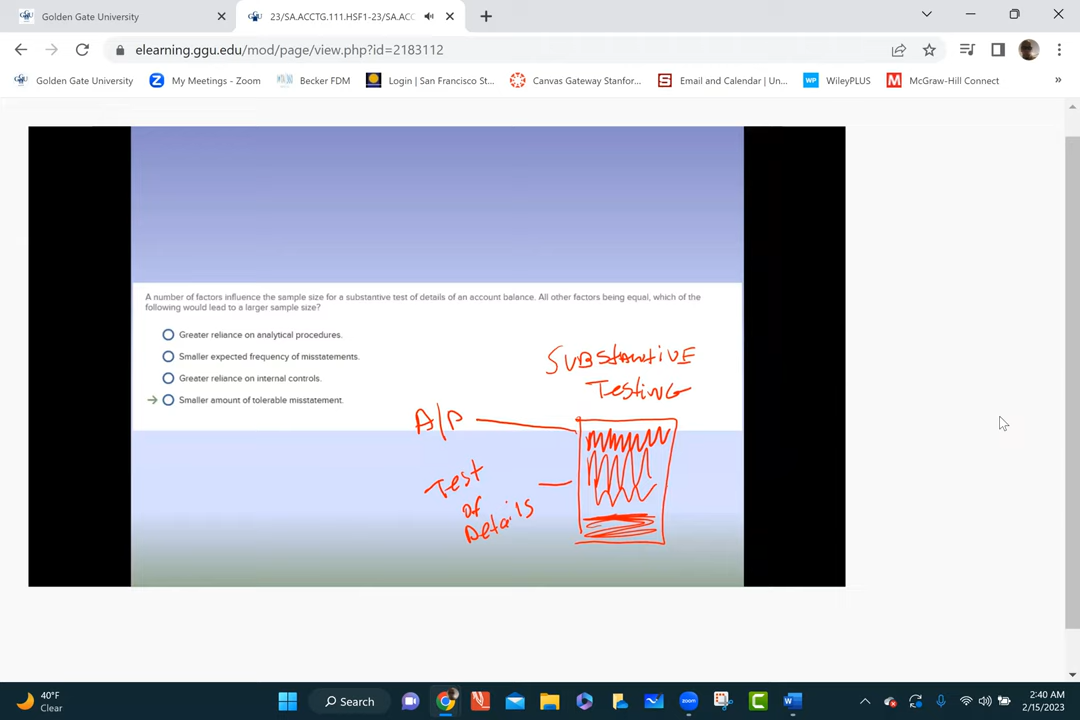 Golden Gate University
23/SA.ACCTG.111.HSF1-23/SA.ACC
elearning.ggu.edu/mod/page/view.php?id=2183112
Golden Gate University
My Meetings - Zoom
Becker FDM
Login | San Francisco St...
Canvas Gateway Stanfor...
Email and Calendar | Un...
WileyPLUS
McGraw-Hill Connect
A number of factors influence the sample size for a substantive test of details of an account balance. All other factors being equal, which of the
following would lead to a larger sample size?
Greater reliance on analytical procedures.
Smaller expected frequency of misstatements.
Greater reliance on internal controls.
Smaller amount of tolerable misstatement.
SUBSTANTIVE
TESTING
A/P
Test
of
Details
40°F
Clear
Search
2:40 AM
2/15/2023